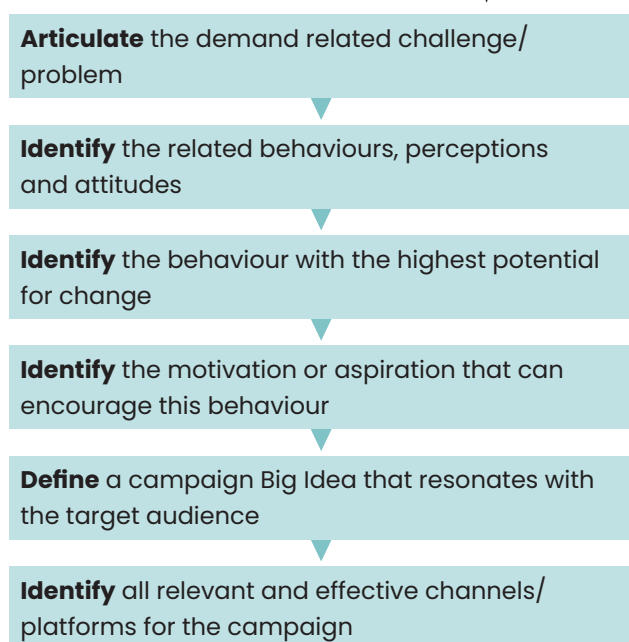 Articulate the demand related challenge/
problem
Identify the related behaviours, perceptions
and attitudes
Identify the behaviour with the highest potential
for change
Identify the motivation or aspiration that can
encourage this behaviour
Define a campaign Big Idea that resonates with
the target audience
Identify all relevant and effective channels/
platforms for the campaign